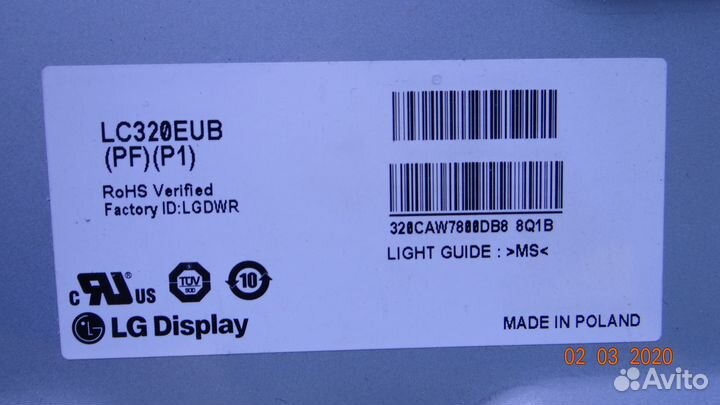 LC320EUB
(PF)(P1)
RoHS Verified
Factory ID:LGDWR
320CAW7800DB8 8Q1B
LIGHT GUIDE : >MS<
c RU US
TÜV
10
LG Display
MADE IN POLAND
02 03 2020
Avito